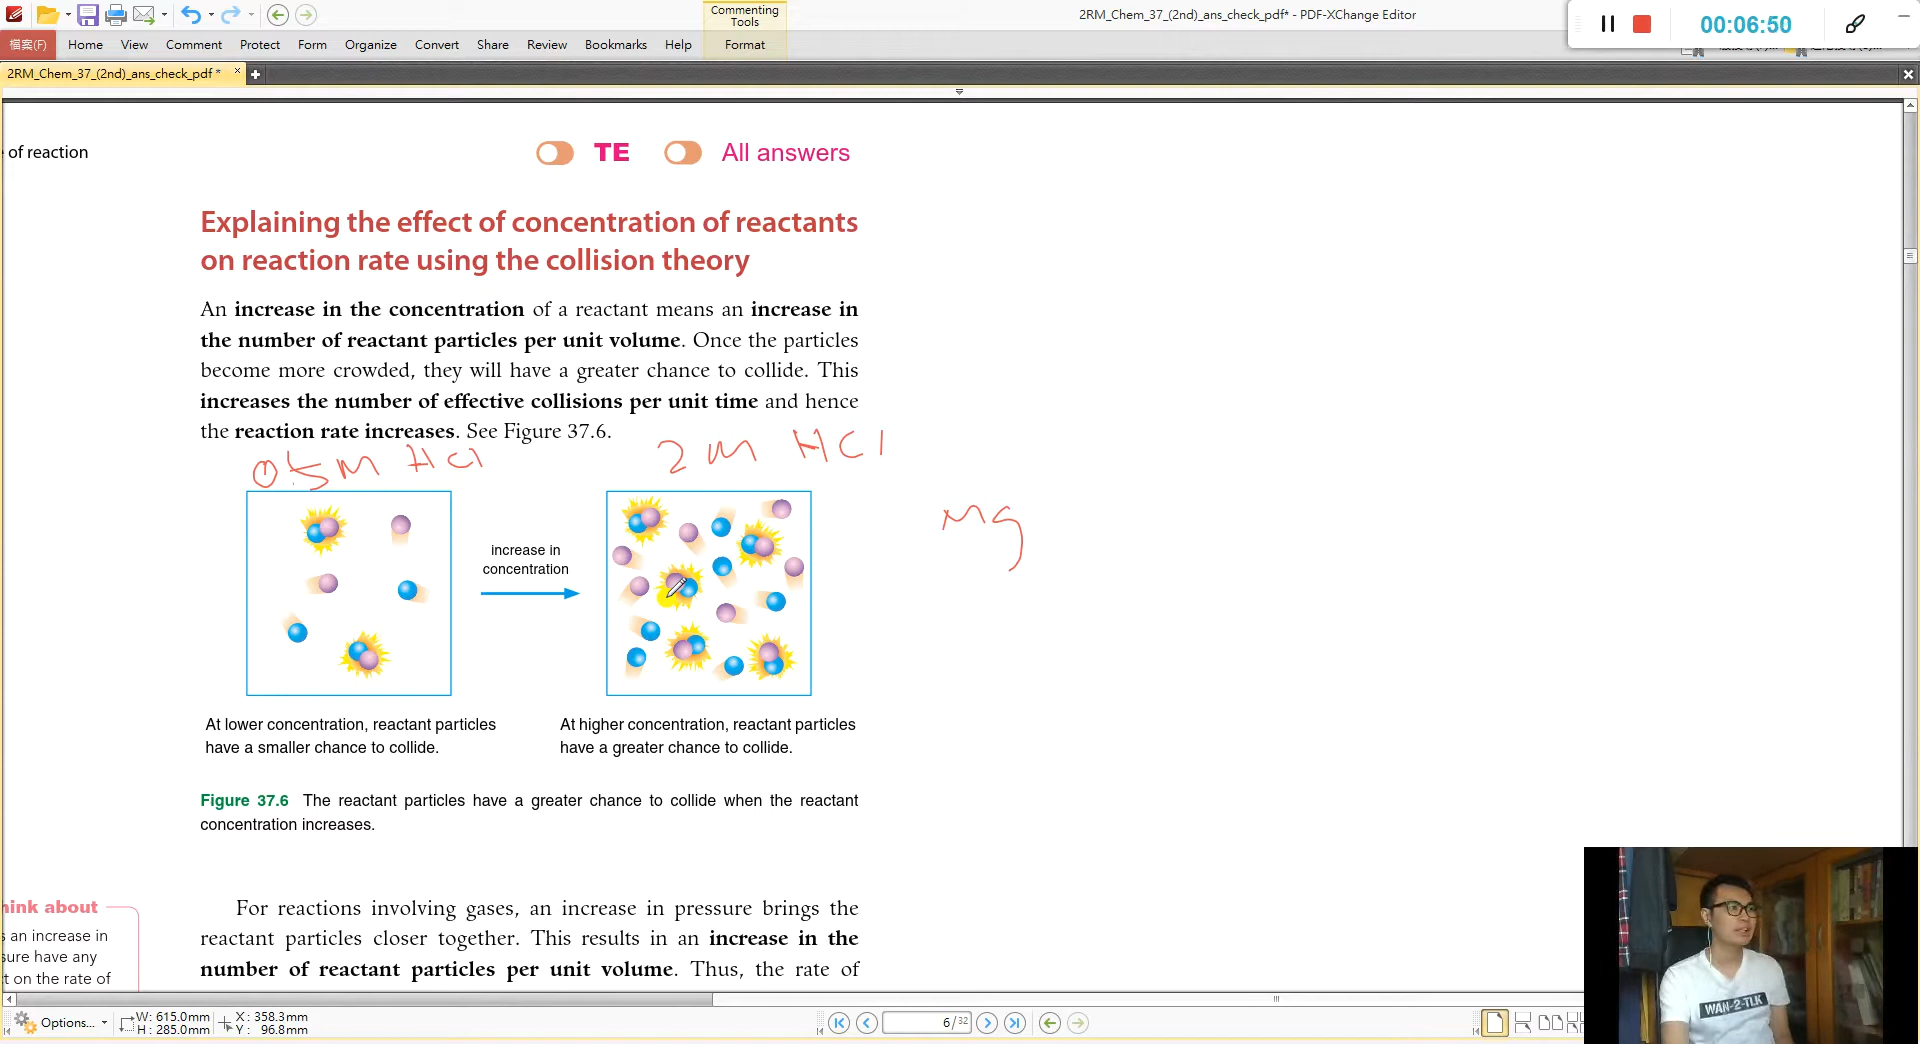 Commenting
Tools
2RM_Chem_37_(2nd)_ans_check_pdf* - PDF-XChange Editor
00:06:50
檔案(F)
Home View Comment Protect Form Organize Convert Share Review Bookmarks Help Format
2RM_Chem_37_(2nd)_ans_check_pdf *
of reaction
TE All answers
Explaining the effect of concentration of reactants
on reaction rate using the collision theory
An increase in the concentration of a reactant means an increase in
the number of reactant particles per unit volume. Once the particles
become more crowded, they will have a greater chance to collide. This
increases the number of effective collisions per unit time and hence
the reaction rate increases. See Figure 37.6.
0.5M HCl 2M HCl
Mg
increase in
concentration
At lower concentration, reactant particles
have a smaller chance to collide.
At higher concentration, reactant particles
have a greater chance to collide.
Figure 37.6 The reactant particles have a greater chance to collide when the reactant
concentration increases.
hink about
s an increase in
sure have any
ct on the rate of
For reactions involving gases, an increase in pressure brings the
reactant particles closer together. This results in an increase in the
number of reactant particles per unit volume. Thus, the rate of
WAN-2-TLK
Options...
W: 615.0mm
H: 285.0mm
X: 358.3mm
Y: 96.8mm
6/32